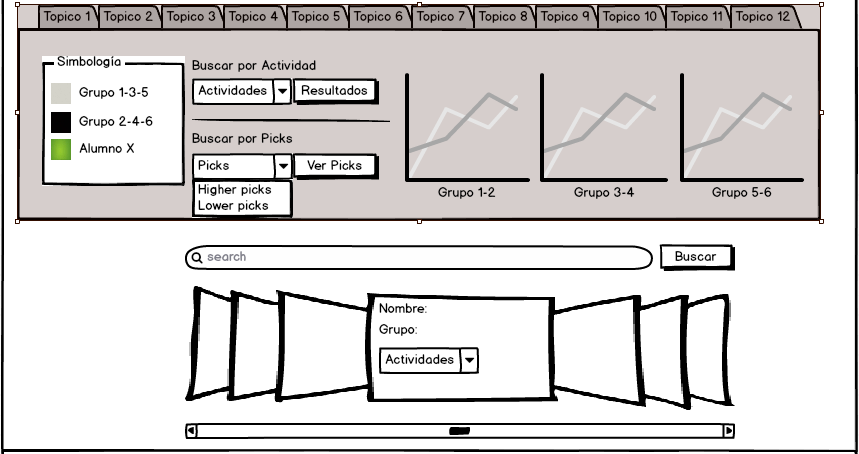 Topico 1 Topico 2 Topico 3 Topico 4 Topico 5 Topico 6 Topico 7 Topico 8 Topico 9 Topico 10 Topico 11 Topico 12
Simbología
Grupo 1-3-5
Grupo 2-4-6
Alumno X
Buscar por Actividad
Actividades Resultados
Buscar por Picks
Picks Ver Picks
Higher picks
Lower picks
Grupo 1-2 Grupo 3-4 Grupo 5-6
search Buscar
Nombre:
Grupo:
Actividades